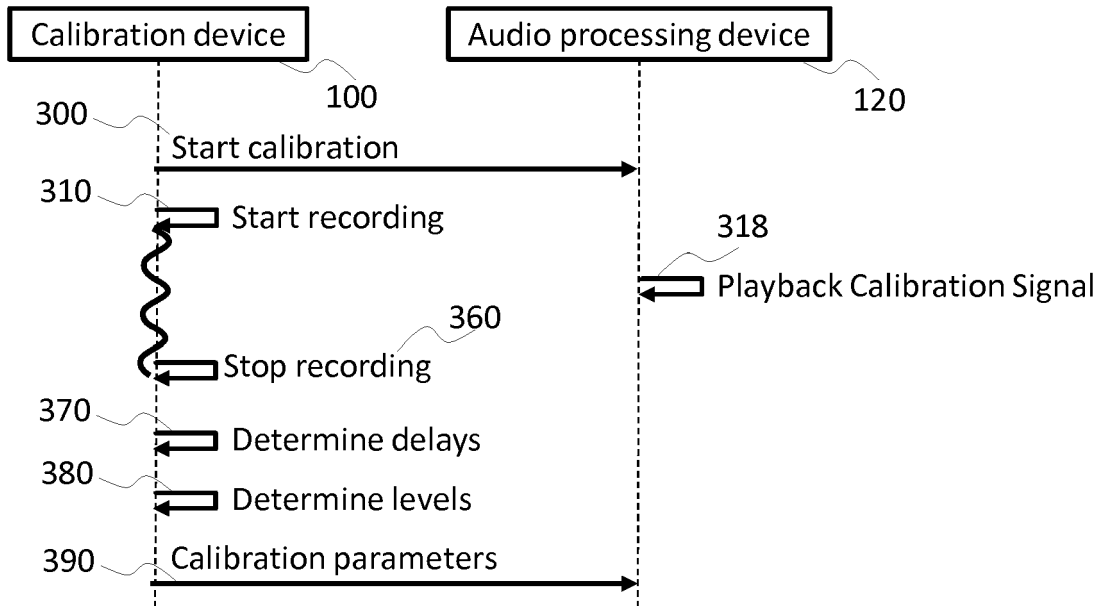 Calibration device
Audio processing device
100
120
300
Start calibration
310
Start recording
318
Playback Calibration Signal
360
Stop recording
370
Determine delays
380
Determine levels
390
Calibration parameters